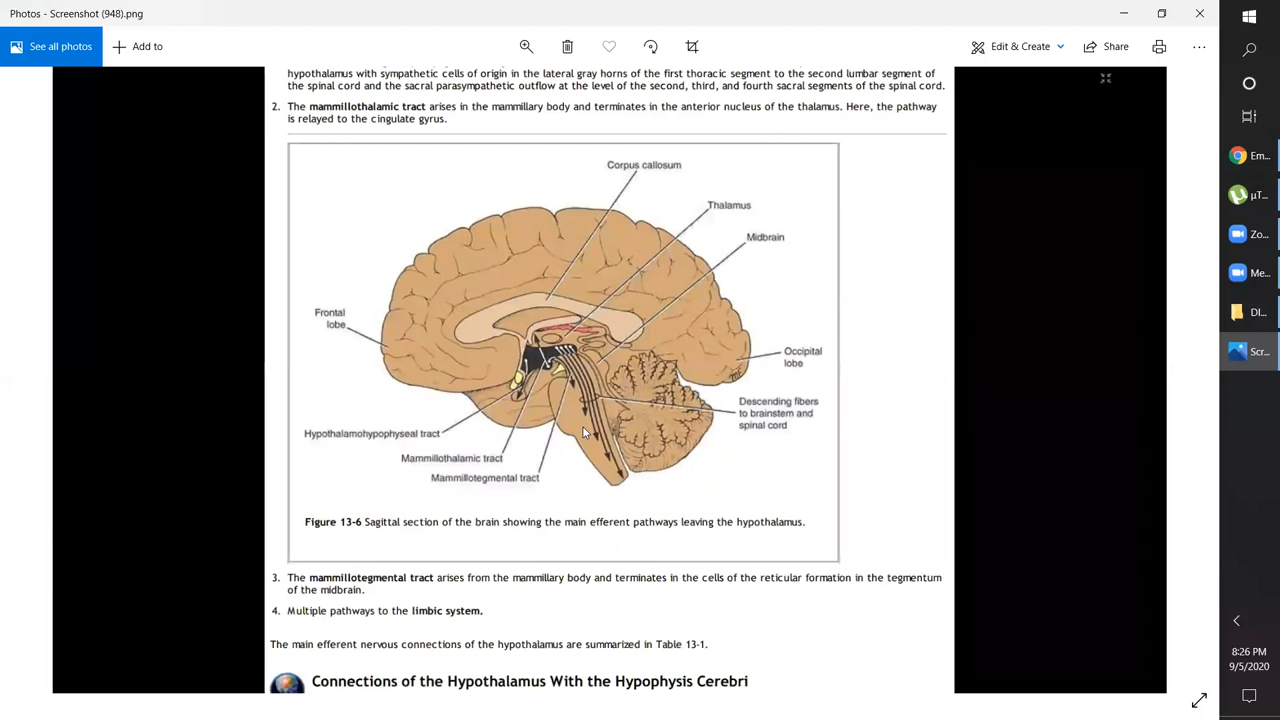 Photos - Screenshot (948).png
See all photos
Add to
Edit & Create
Share
hypothalamus with sympathetic cells of origin in the lateral gray horns of the first thoracic segment to the second lumbar segment of
the spinal cord and the sacral parasympathetic outflow at the level of the second, third, and fourth sacral segments of the spinal cord.
2. The mammillothalamic tract arises in the mammillary body and terminates in the anterior nucleus of the thalamus. Here, the pathway
is relayed to the cingulate gyrus.
Corpus callosum
Thalamus
Midbrain
Frontal
lobe
Occipital
lobe
Descending fibers
to brainstem and
spinal cord
Hypothalamohypophyseal tract
Mammillothalamic tract
Mammillotegmental tract
Figure 13-6 Sagittal section of the brain showing the main efferent pathways leaving the hypothalamus.
3. The mammillotegmental tract arises from the mammillary body and terminates in the cells of the reticular formation in the tegmentum
of the midbrain.
4. Multiple pathways to the limbic system.
The main efferent nervous connections of the hypothalamus are summarized in Table 13-1.
Connections of the Hypothalamus With the Hypophysis Cerebri
Em...
µT...
Zo...
Me...
DI...
Scr...
8:26 PM
9/5/2020